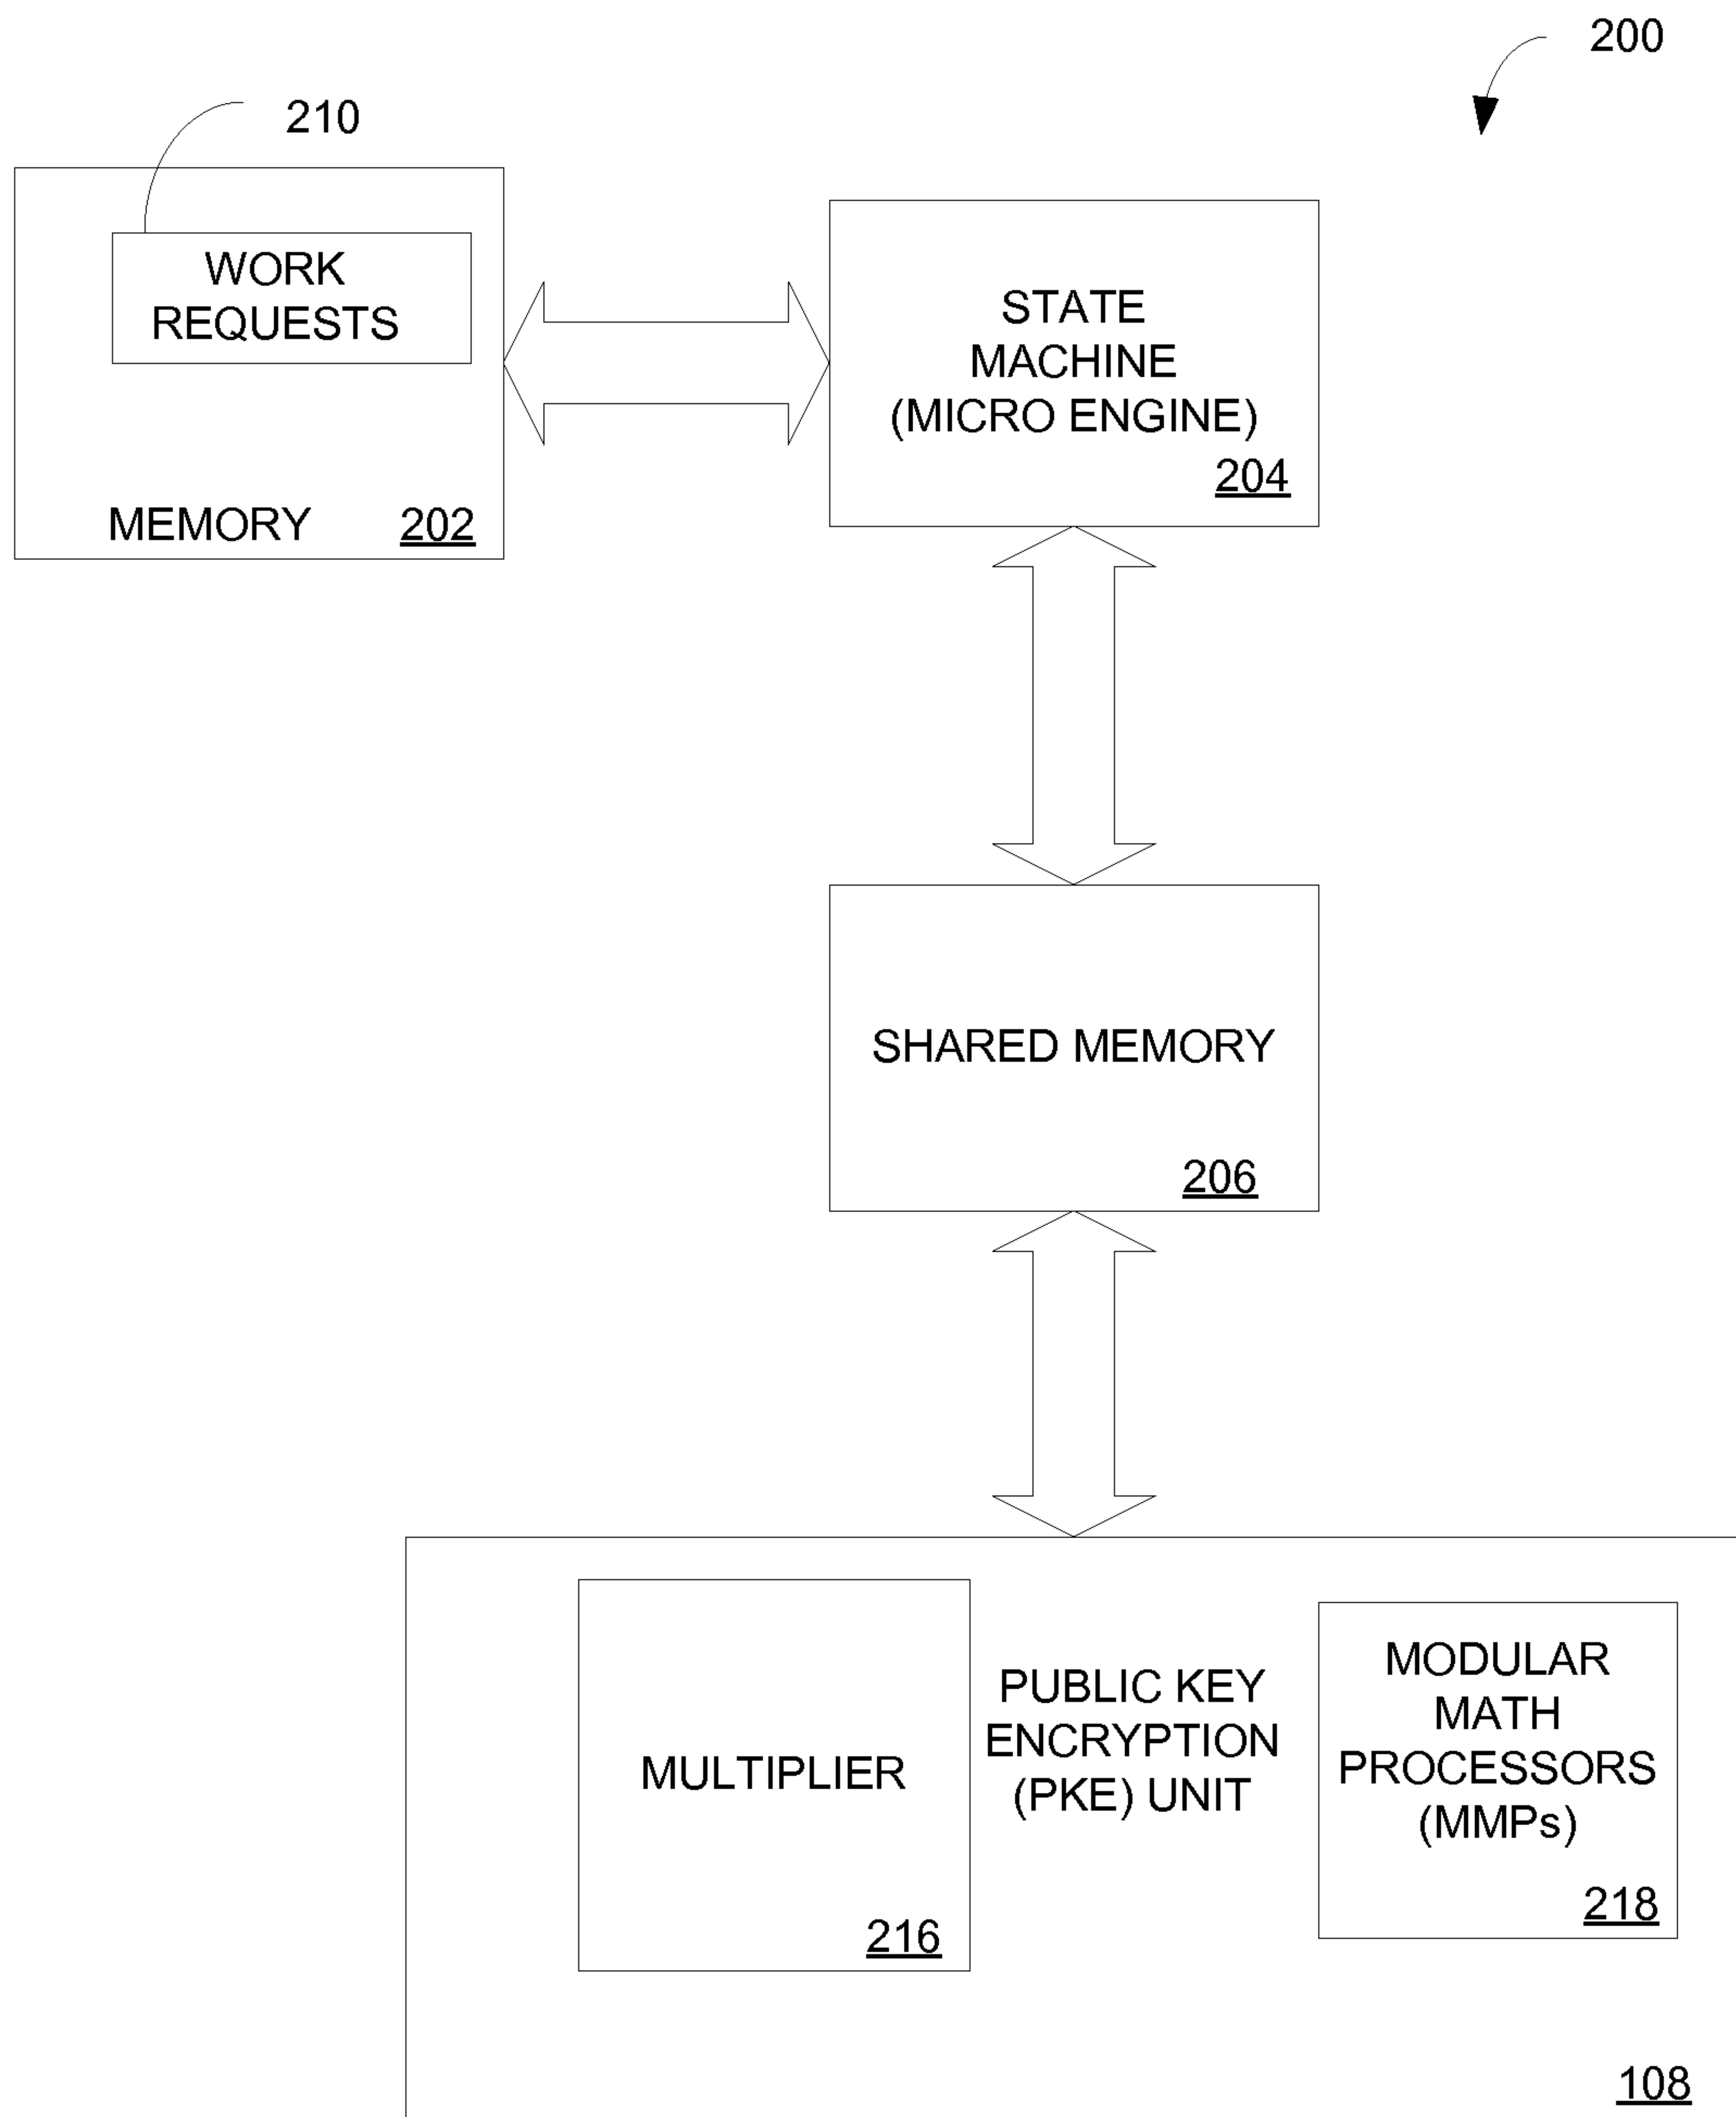 200
210
WORK
REQUESTS
MEMORY 202
STATE
MACHINE
(MICRO ENGINE)
204
SHARED MEMORY
206
MULTIPLIER
216
PUBLIC KEY
ENCRYPTION
(PKE) UNIT
MODULAR
MATH
PROCESSORS
(MMPs)
218
108